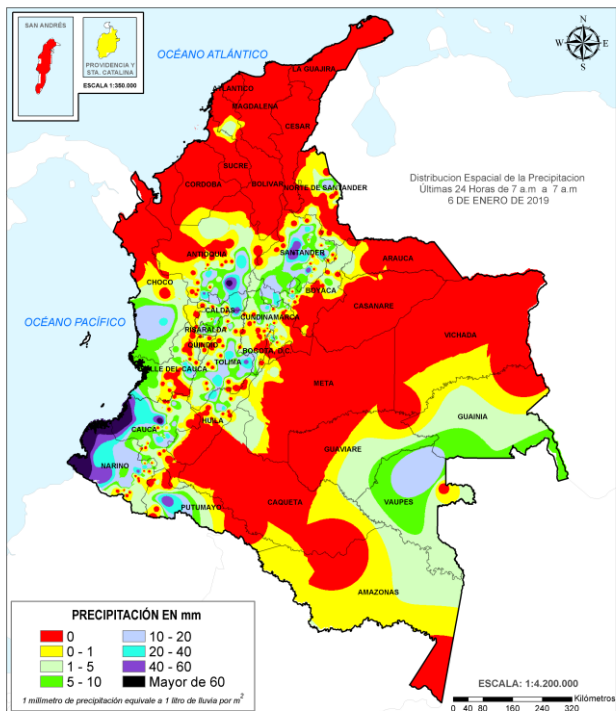 SAN ANDRÉS
PROVIDENCIA Y
STA. CATALINA
ESCALA 1:350.000
OCÉANO ATLÁNTICO
N
W E
S
LA GUAJIRA
ATLANTICO
MAGDALENA
CESAR
SUCRE
CORDOBA
BOLIVAR
NORTE DE SANTANDER
Distribucion Espacial de la Precipitacion
Últimas 24 Horas de 7 a.m a 7 a.m
6 DE ENERO DE 2019
ANTIOQUIA
SANTANDER
ARAUCA
CHOCO
BOYACA
CASANARE
OCÉANO PACÍFICO
CALDAS
CUNDINAMARCA
RISARALDA
VICHADA
QUINDIO
BOGOTA, D.C.
TOLIMA
VALLE DEL CAUCA
META
GUAINIA
HUILA
CAUCA
GUAVIARE
NARIÑO
VAUPES
CAQUETA
PUTUMAYO
AMAZONAS
PRECIPITACIÓN EN mm
0
10 - 20
0 - 1
20 - 40
1 - 5
40 - 60
5 - 10
Mayor de 60
1 milímetro de precipitación equivale a 1 litro de lluvia por m2
ESCALA: 1:4.200.000
Kilómetros
0 40 80 160 240 320